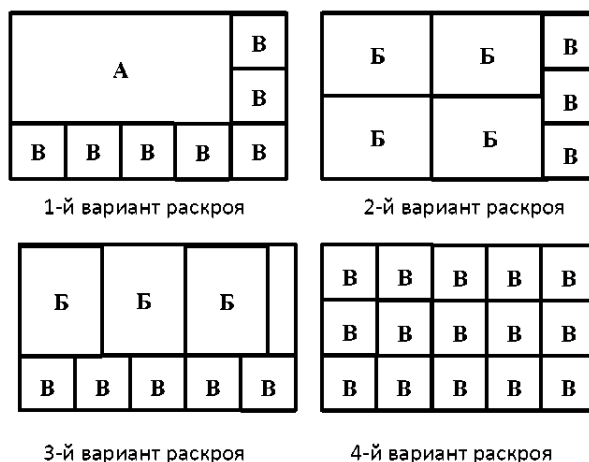 А В
В
В В В В В
1-й вариант раскроя
Б Б В
В
Б Б В
2-й вариант раскроя
Б Б Б
В В В В В
3-й вариант раскроя
В В В В В
В В В В В
В В В В В
4-й вариант раскроя